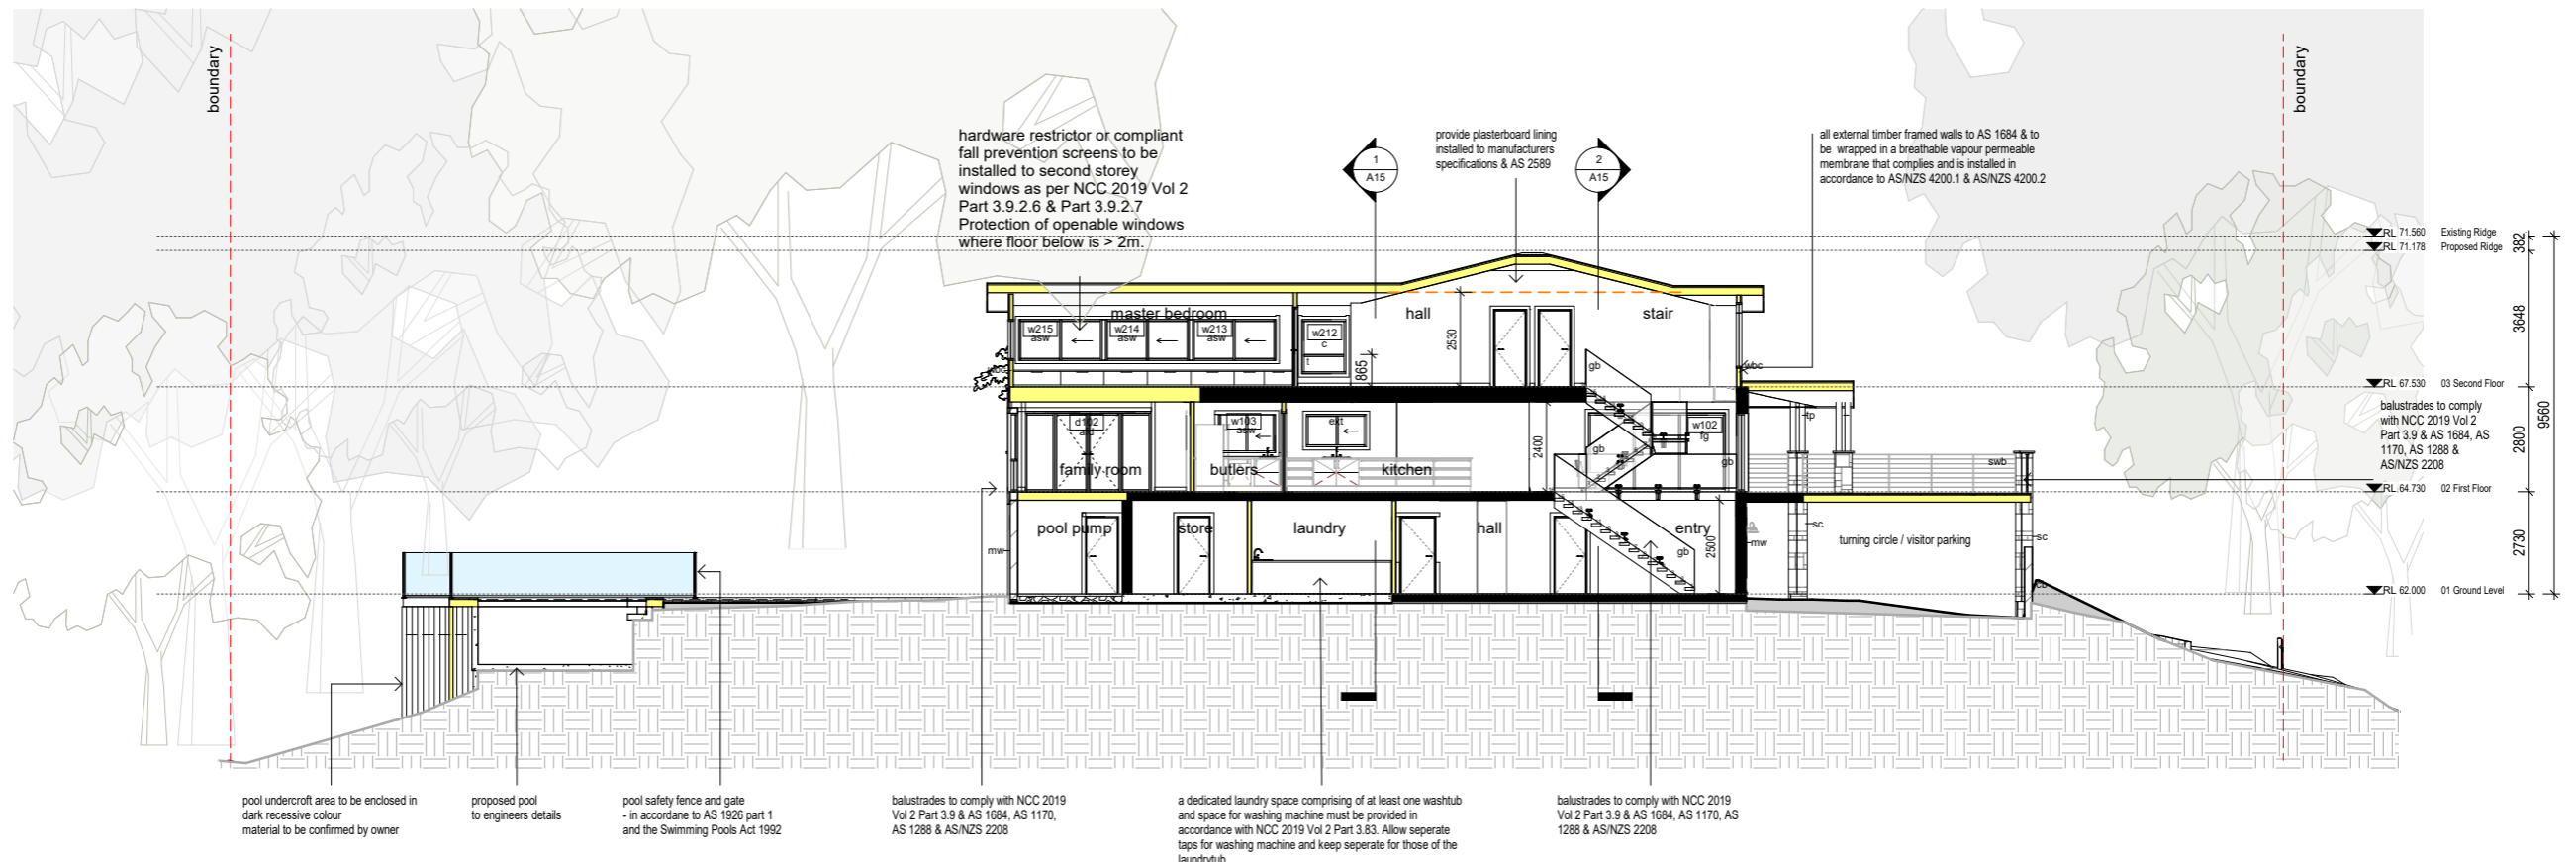 boundary
boundary
hardware restrictor or compliant
fall prevention screens to be
installed to second storey
windows as per NCC 2019 Vol 2
Part 3.9.2.6 & Part 3.9.2.7
Protection of openable windows
where floor below is > 2m.
1
A15
provide plasterboard lining
installed to manufacturers
specifications & AS 2589
2
A15
all external timber framed walls to AS 1684 & to
be wrapped in a breathable vapour permeable
membrane that complies and is installed in
accordance to AS/NZS 4200.1 & AS/NZS 4200.2
RL 71.560 Existing Ridge
RL 71.178 Proposed Ridge
382
3648
9560
master bedroom
hall
stair
w215
asw
w214
asw
w213
asw
w212
c
t
865
2530
gb
wbc
RL 67.530 03 Second Floor
balustrades to comply
with NCC 2019 Vol 2
Part 3.9 & AS 1684, AS
1170, AS 1288 &
AS/NZS 2208
2800
d102
w103
asw
ext
2400
gb
w102
fg
tp
family room
butlers
kitchen
gb
swb
RL 64.730 02 First Floor
2730
pool pump
store
laundry
hall
entry
gb
2500
mw
mw
sc
sc
turning circle / visitor parking
RL 62.000 01 Ground Level
pool undercroft area to be enclosed in
dark recessive colour
material to be confirmed by owner
proposed pool
to engineers details
pool safety fence and gate
- in accordane to AS 1926 part 1
and the Swimming Pools Act 1992
balustrades to comply with NCC 2019
Vol 2 Part 3.9 & AS 1684, AS 1170,
AS 1288 & AS/NZS 2208
a dedicated laundry space comprising of at least one washtub
and space for washing machine must be provided in
accordance with NCC 2019 Vol 2 Part 3.83. Allow seperate
taps for washing machine and keep seperate for those of the
laundrytub
balustrades to comply with NCC 2019
Vol 2 Part 3.9 & AS 1684, AS 1170, AS
1288 & AS/NZS 2208